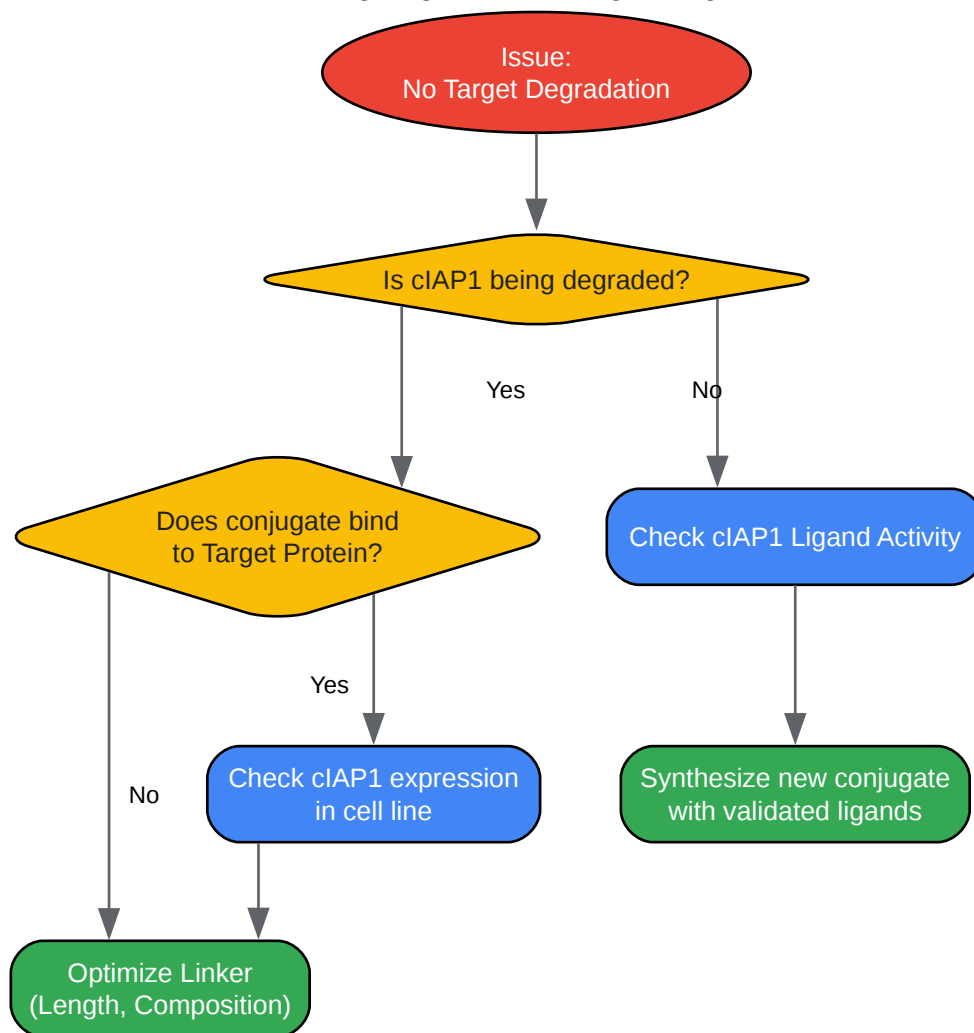 Issue:
No Target Degradation
Is cIAP1 being degraded?
Yes
No
Does conjugate bind
to Target Protein?
Check cIAP1 Ligand Activity
Yes
No
Check cIAP1 expression
in cell line
Synthesize new conjugate
with validated ligands
Optimize Linker
(Length, Composition)